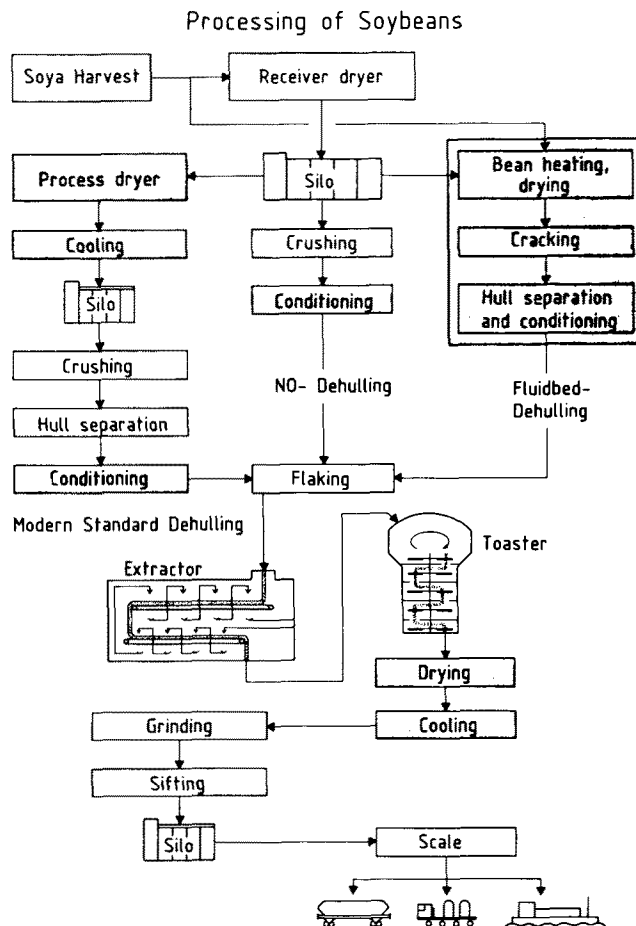 Processing of Soybeans
Soya Harvest
Receiver dryer
Process dryer
Silo
Bean heating,
drying
Cooling
Crushing
Cracking
Silo
Conditioning
Hull separation
and conditioning
Crushing
NO- Dehulling
Fluidbed-
Dehulling
Hull separation
Conditioning
Flaking
Modern Standard Dehulling
Toaster
Extractor
Drying
Grinding
Cooling
Sifting
Silo
Scale